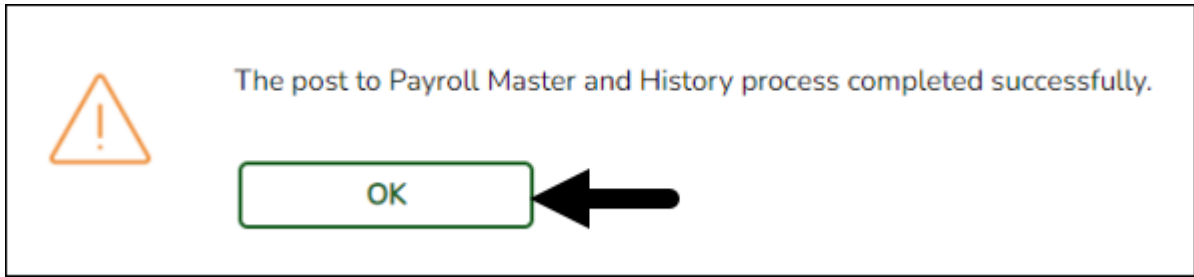 The post to Payroll Master and History process completed successfully.
OK